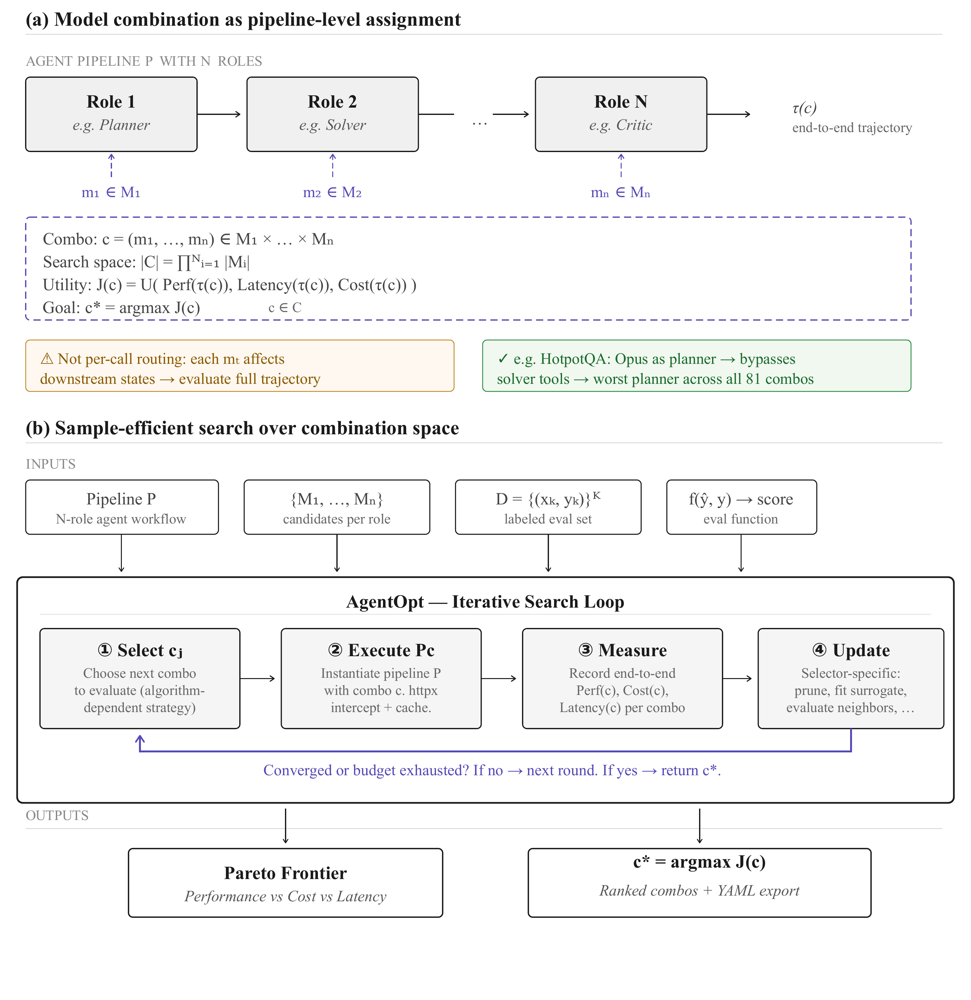 (a) Model combination as pipeline-level assignment
AGENT PIPELINE P WITH N ROLES
Role 1
e.g. Planner
Role 2
e.g. Solver
…
Role N
e.g. Critic
τ(c)
end-to-end trajectory
m₁ ∈ M₁
m₂ ∈ M₂
mₙ ∈ Mₙ
Combo: c = (m₁, …, mₙ) ∈ M₁ × … × Mₙ
Search space: |C| = ∏ᴺᵢ₌₁ |Mᵢ|
Utility: J(c) = U( Perf(τ(c)), Latency(τ(c)), Cost(τ(c)) )
Goal: c* = argmax J(c) c ∈ C
⚠ Not per-call routing: each mₜ affects
downstream states → evaluate full trajectory
✓ e.g. HotpotQA: Opus as planner → bypasses
solver tools → worst planner across all 81 combos
(b) Sample-efficient search over combination space
INPUTS
Pipeline P
N-role agent workflow
{M₁, …, Mₙ}
candidates per role
D = {(xₖ, yₖ)}ᴷ
labeled eval set
f(ŷ, y) → score
eval function
AgentOpt — Iterative Search Loop
① Select cⱼ
Choose next combo
to evaluate (algorithm-
dependent strategy)
② Execute Pc
Instantiate pipeline P
with combo c. httpx
intercept + cache.
③ Measure
Record end-to-end
Perf(c), Cost(c),
Latency(c) per combo
④ Update
Selector-specific:
prune, fit surrogate,
evaluate neighbors, …
Converged or budget exhausted? If no → next round. If yes → return c*.
OUTPUTS
Pareto Frontier
Performance vs Cost vs Latency
c* = argmax J(c)
Ranked combos + YAML export